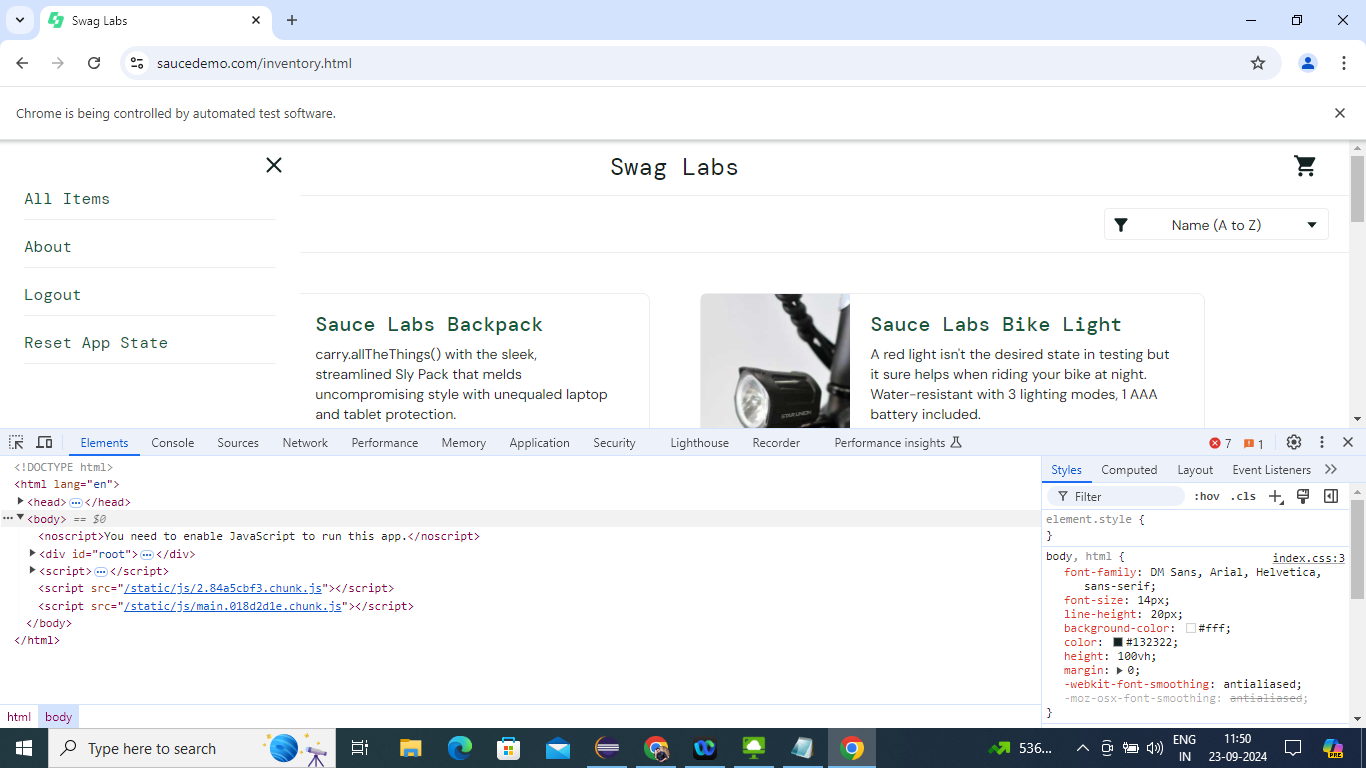 Swag Labs
saucedemo.com/inventory.html
Chrome is being controlled by automated test software.
All Items
About
Logout
Reset App State
Swag Labs
Name (A to Z)
Sauce Labs Backpack
carry.allTheThings() with the sleek,
streamlined Sly Pack that melds
uncompromising style with unequaled laptop
and tablet protection.
STAR UNION
Sauce Labs Bike Light
A red light isn't the desired state in testing but
it sure helps when riding your bike at night.
Water-resistant with 3 lighting modes, 1 AAA
battery included.
Elements Console Sources Network Performance Memory Application Security Lighthouse Recorder Performance insights 7 1
<!DOCTYPE html>
<html lang="en">
<head>…</head>
<body> == $0
<noscript>You need to enable JavaScript to run this app.</noscript>
<div id="root">…</div>
<script>…</script>
<script src="/static/js/2.84a5cbf3.chunk.js"></script>
<script src="/static/js/main.018d2d1e.chunk.js"></script>
</body>
</html>
html body
Styles Computed Layout Event Listeners
Filter :hov .cls
element.style {
}
body, html { index.css:3
font-family: DM Sans, Arial, Helvetica,
sans-serif;
font-size: 14px;
line-height: 20px;
background-color: #fff;
color: #132322;
height: 100vh;
margin: 0;
-webkit-font-smoothing: antialiased;
-moz-osx-font-smoothing: antialiased;
}
Type here to search
536...
ENG
IN
11:50
23-09-2024
PRE